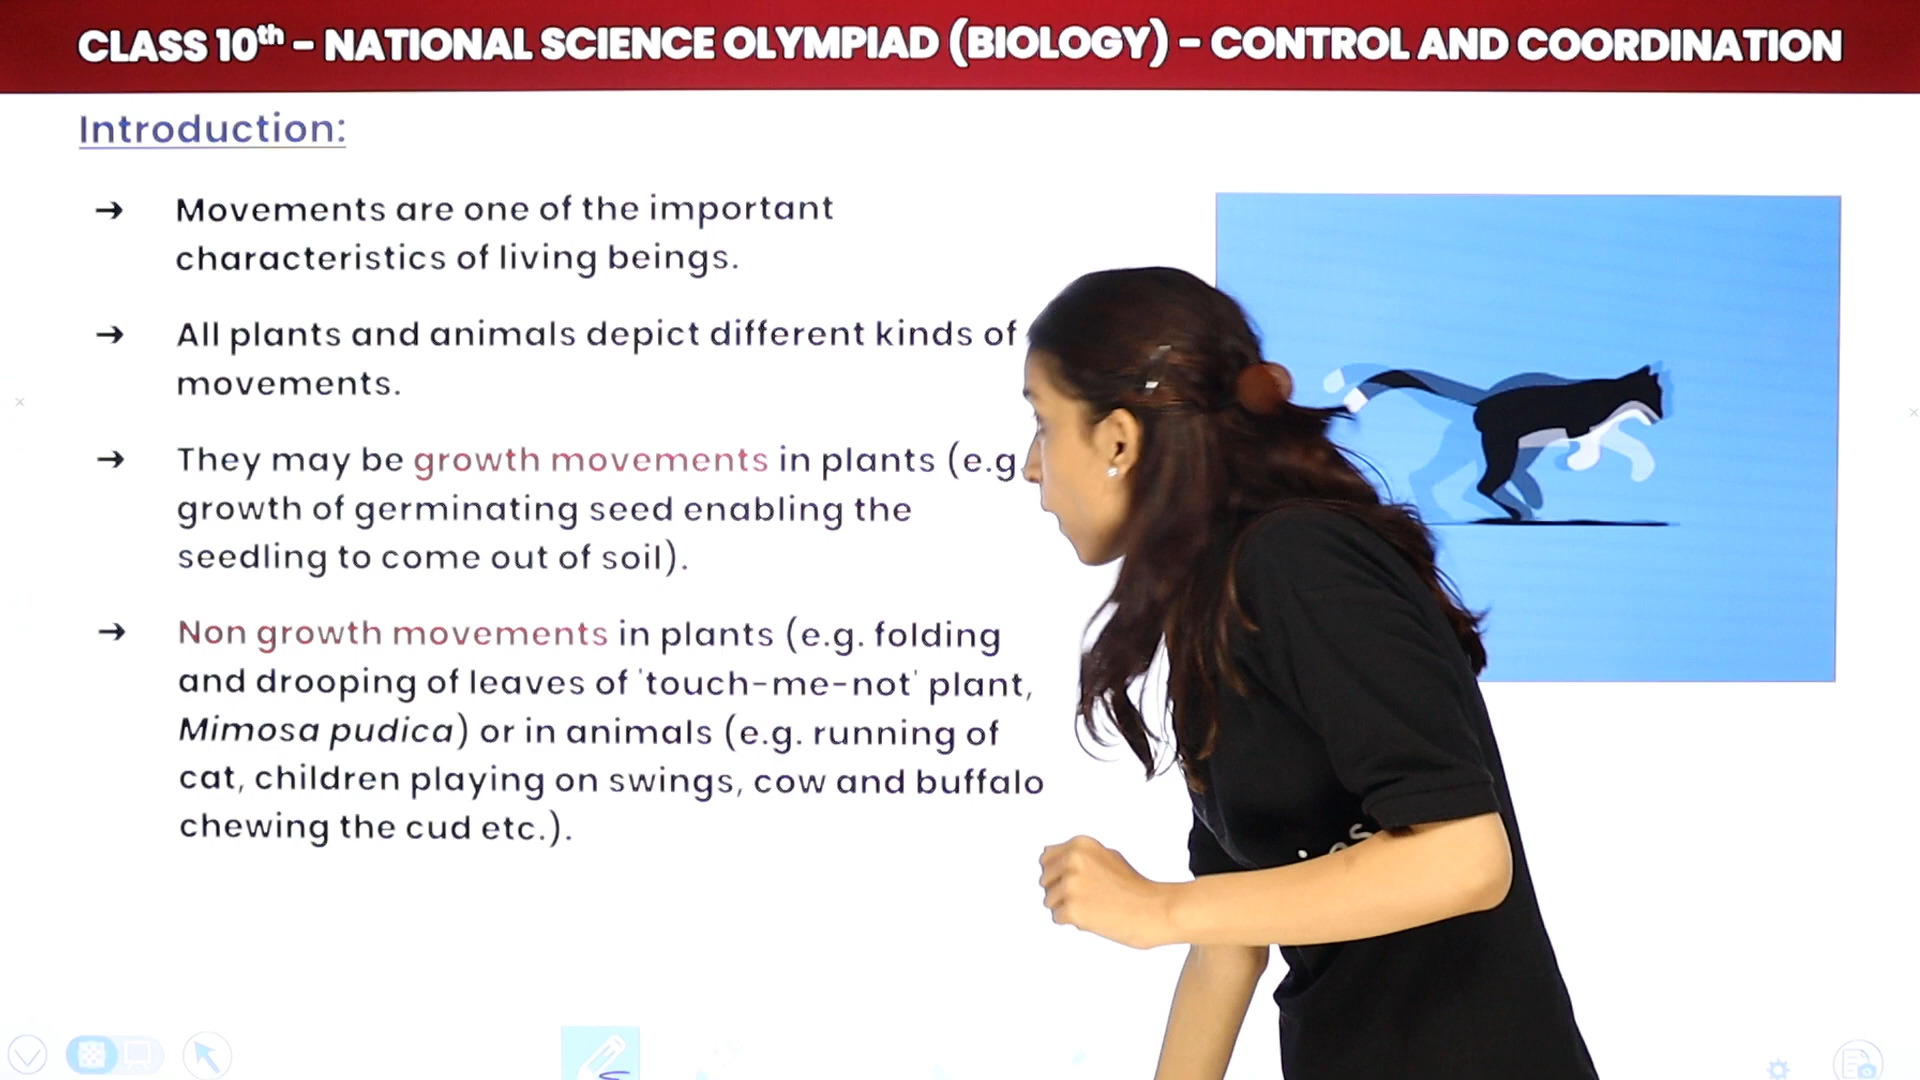 CLASS 10th - NATIONAL SCIENCE OLYMPIAD (BIOLOGY) - CONTROL AND COORDINATION
Introduction:
→ Movements are one of the important
characteristics of living beings.
→ All plants and animals depict different kinds of
movements.
→ They may be growth movements in plants (e.g.
growth of germinating seed enabling the
seedling to come out of soil).
→ Non growth movements in plants (e.g. folding
and drooping of leaves of 'touch-me-not' plant,
Mimosa pudica) or in animals (e.g. running of
cat, children playing on swings, cow and buffalo
chewing the cud etc.).